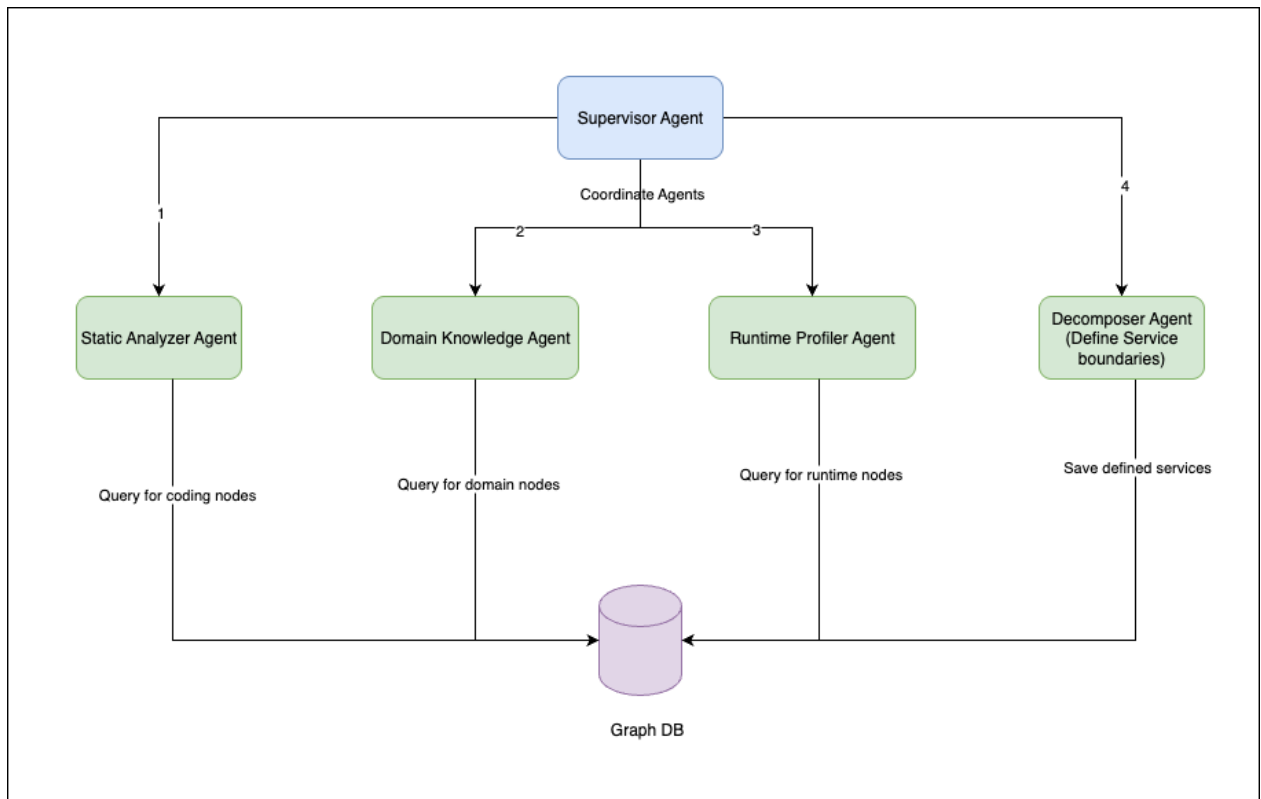 Supervisor Agent
Coordinate Agents
1
2
3
4
Static Analyzer Agent
Domain Knowledge Agent
Runtime Profiler Agent
Decomposer Agent
(Define Service
boundaries)
Query for coding nodes
Query for domain nodes
Query for runtime nodes
Save defined services
Graph DB